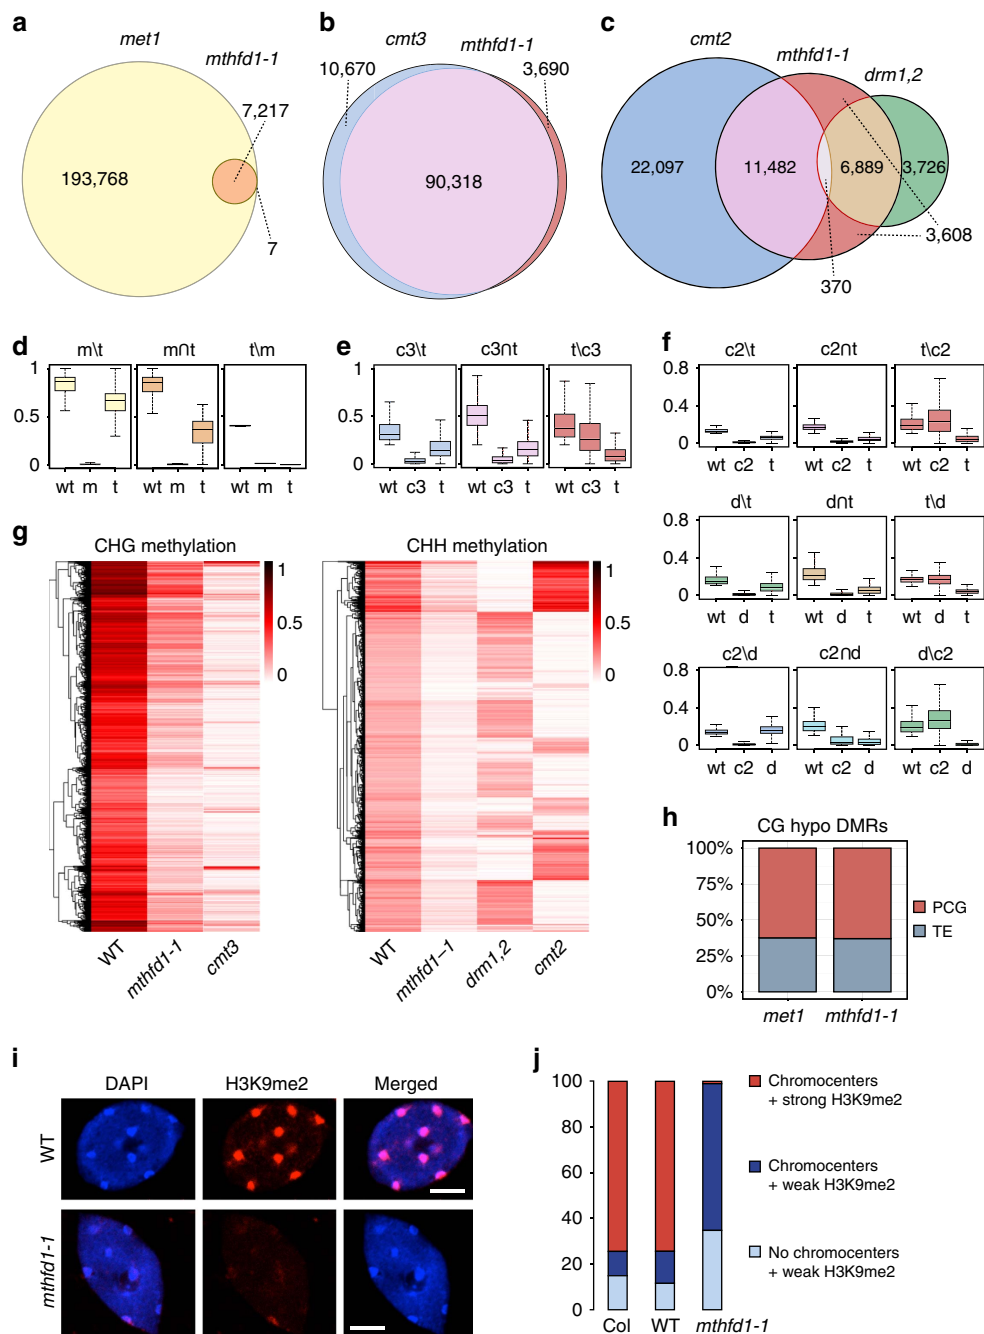 a
met1
mthfd1-1
7,217
193,768
7
b
cmt3
mthfd1-1
10,670
3,690
90,318
c
cmt2
mthfd1-1
drm1,2
22,097
11,482
6,889
3,726
3,608
370
d
m\t
m∩t
t\m
1
0.5
0
wt m t
wt m t
wt m t
e
c3\t
c3∩t
t\c3
1
0.5
0
wt c3 t
wt c3 t
wt c3 t
f
c2\t
c2∩t
t\c2
0.8
0.4
0
wt c2 t
wt c2 t
wt c2 t
d\t
d∩t
t\d
0.8
0.4
0
wt d t
wt d t
wt d t
c2\d
c2∩d
d\c2
0.8
0.4
0
wt c2 d
wt c2 d
wt c2 d
g
CHG methylation
1
0.5
0
WT
mthfd1-1
cmt3
CHH methylation
1
0.5
0
WT
mthfd1–1
drm1,2
cmt2
h
CG hypo DMRs
100%
75%
50%
25%
0%
PCG
TE
met1
mthfd1-1
i
DAPI
H3K9me2
Merged
WT
mthfd1-1
j
100
80
60
40
20
0
Col
WT
mthfd1-1
Chromocenters
+ strong H3K9me2
Chromocenters
+ weak H3K9me2
No chromocenters
+ weak H3K9me2